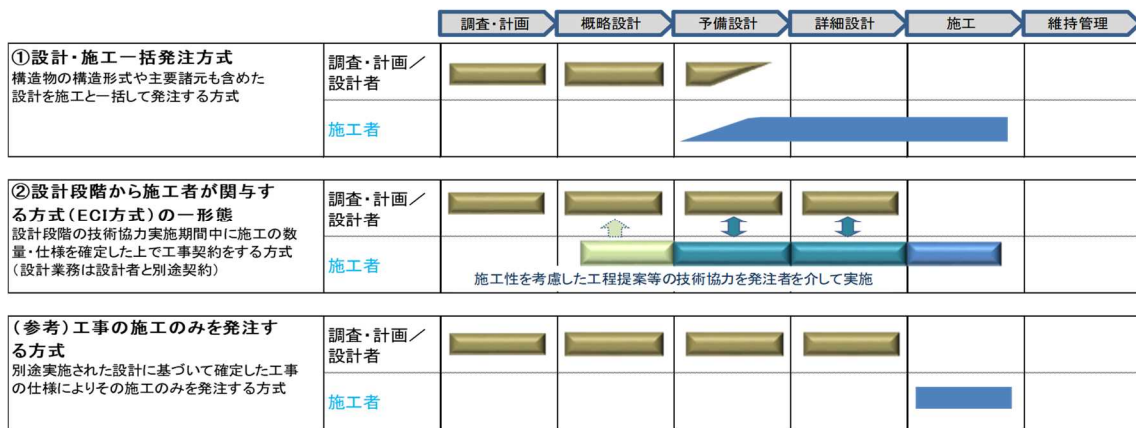 調査・計画
概略設計
予備設計
詳細設計
施工
維持管理
①設計・施工一括発注方式
構造物の構造形式や主要諸元も含めた
設計を施工と一括して発注する方式
調査・計画／
設計者
施工者
②設計段階から施工者が関与す
る方式(ECI方式)の一形態
設計段階の技術協力実施期間中に施工の数
量・仕様を確定した上で工事契約をする方式
(設計業務は設計者と別途契約)
調査・計画／
設計者
施工者
施工性を考慮した工程提案等の技術協力を発注者を介して実施
(参考)工事の施工のみを発注す
る方式
別途実施された設計に基づいて確定した工事
の仕様によりその施工のみを発注する方式
調査・計画／
設計者
施工者